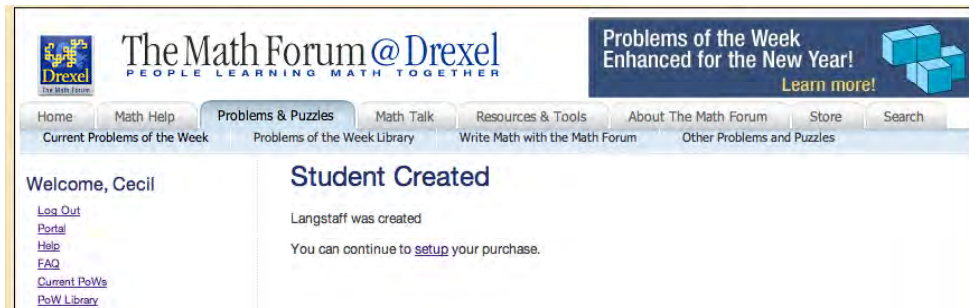 Drexel
The Math Forum
The Math Forum @ Drexel
PEOPLE LEARNING MATH TOGETHER
Problems of the Week
Enhanced for the New Year!
Learn more!
Home Math Help Problems & Puzzles Math Talk Resources & Tools About The Math Forum Store Search
Current Problems of the Week Problems of the Week Library Write Math with the Math Forum Other Problems and Puzzles
Welcome, Cecil
Log Out
Portal
Help
FAQ
Current PoWs
PoW Library
Student Created
Langstaff was created
You can continue to setup your purchase.